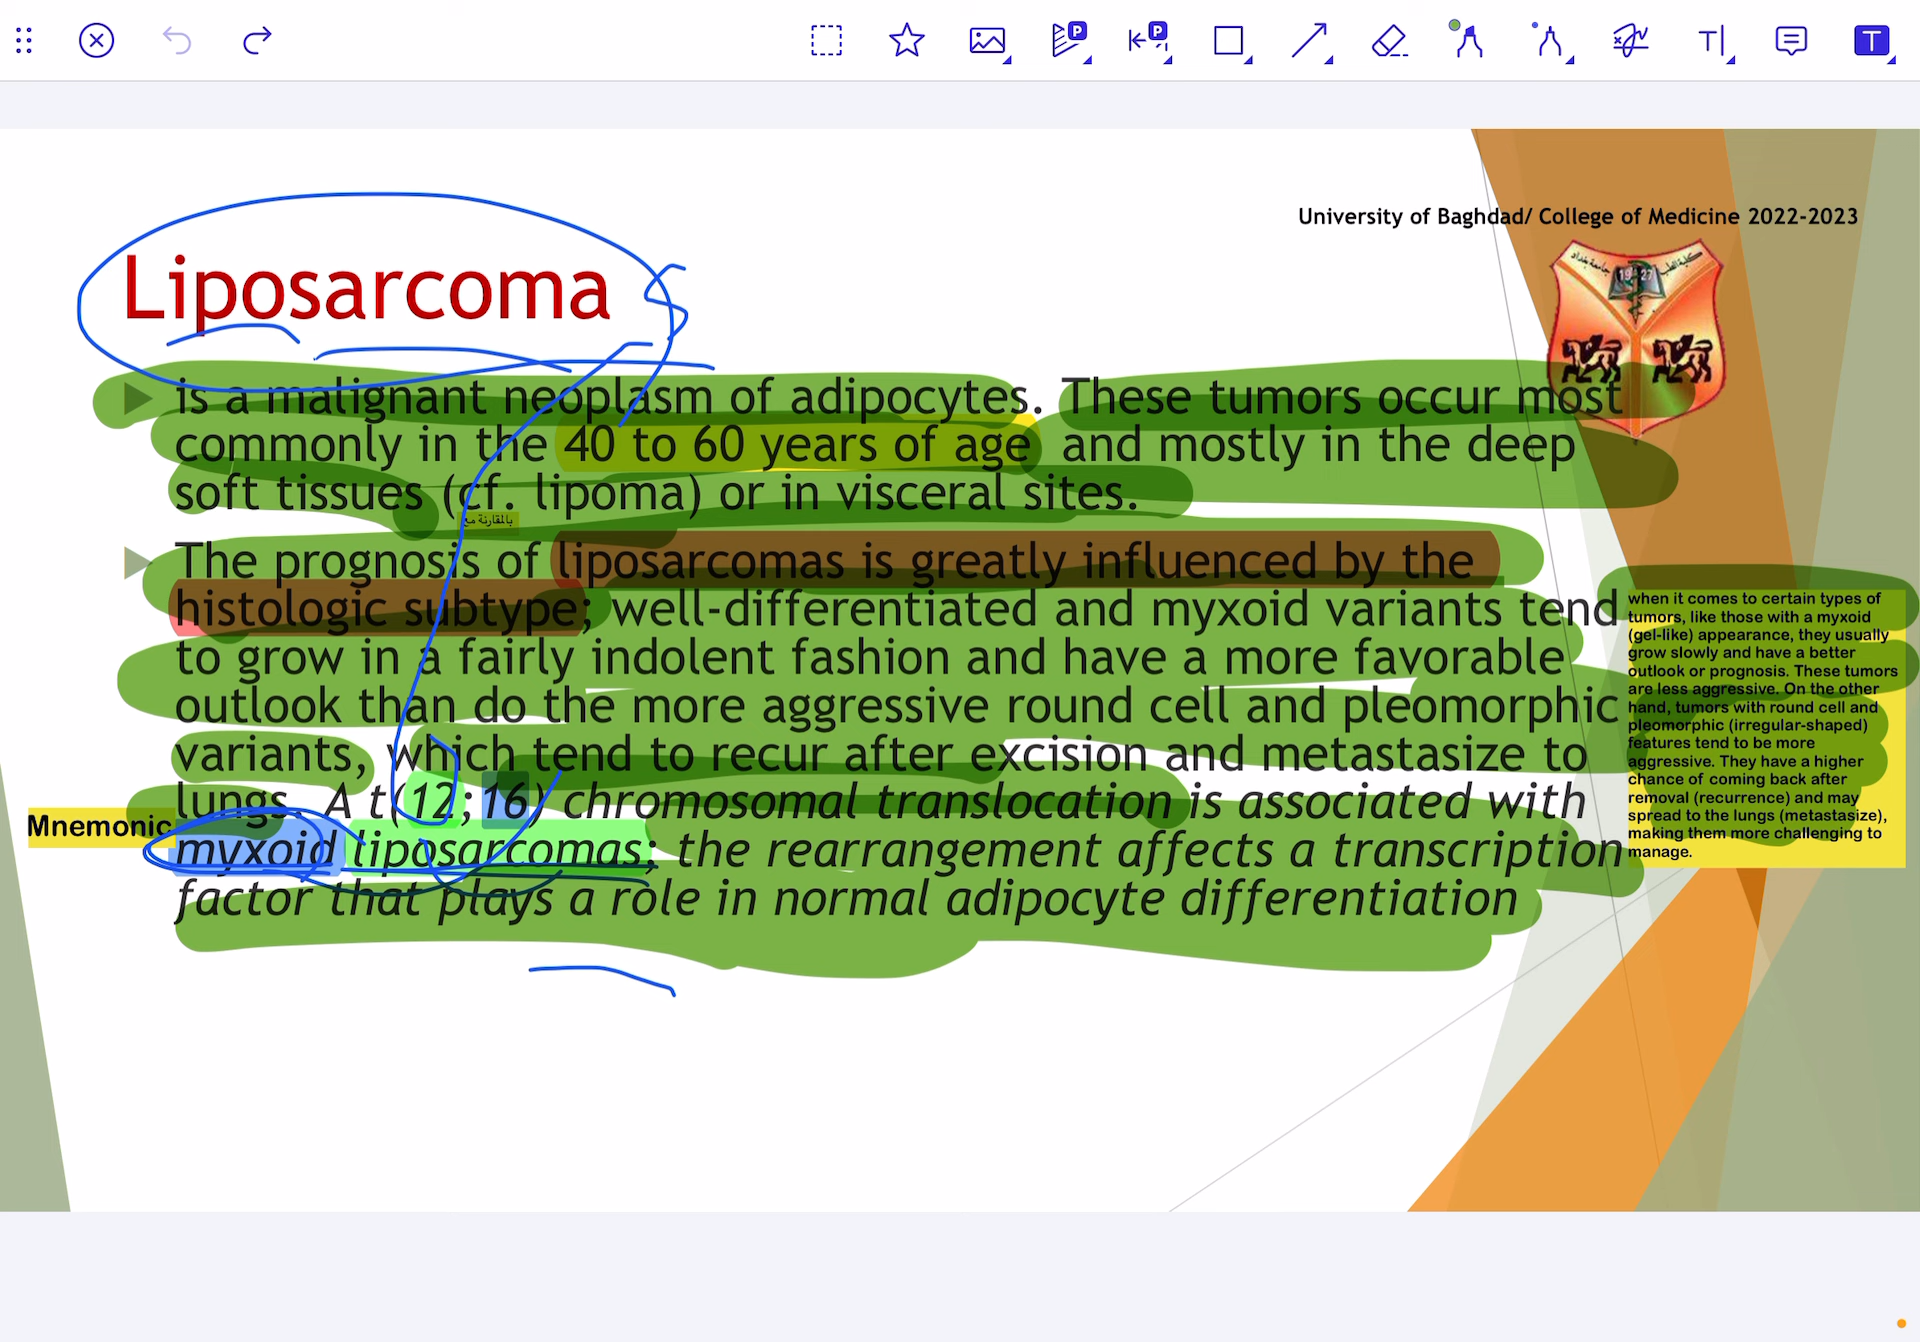 University of Baghdad/ College of Medicine 2022-2023
كلية الطب
جامعة بغداد
19 27
Liposarcoma
is a malignant neoplasm of adipocytes. These tumors occur most
commonly in the 40 to 60 years of age and mostly in the deep
soft tissues (cf. lipoma) or in visceral sites.
بالمقارنة مع
The prognosis of liposarcomas is greatly influenced by the
histologic subtype; well-differentiated and myxoid variants tend
to grow in a fairly indolent fashion and have a more favorable
outlook than do the more aggressive round cell and pleomorphic
variants, which tend to recur after excision and metastasize to
lungs. A t(12;16) chromosomal translocation is associated with
myxoid liposarcomas; the rearrangement affects a transcription
factor that plays a role in normal adipocyte differentiation
Mnemonic
when it comes to certain types of
tumors, like those with a myxoid
(gel-like) appearance, they usually
grow slowly and have a better
outlook or prognosis. These tumors
are less aggressive. On the other
hand, tumors with round cell and
pleomorphic (irregular-shaped)
features tend to be more
aggressive. They have a higher
chance of coming back after
removal (recurrence) and may
spread to the lungs (metastasize),
making them more challenging to
manage.